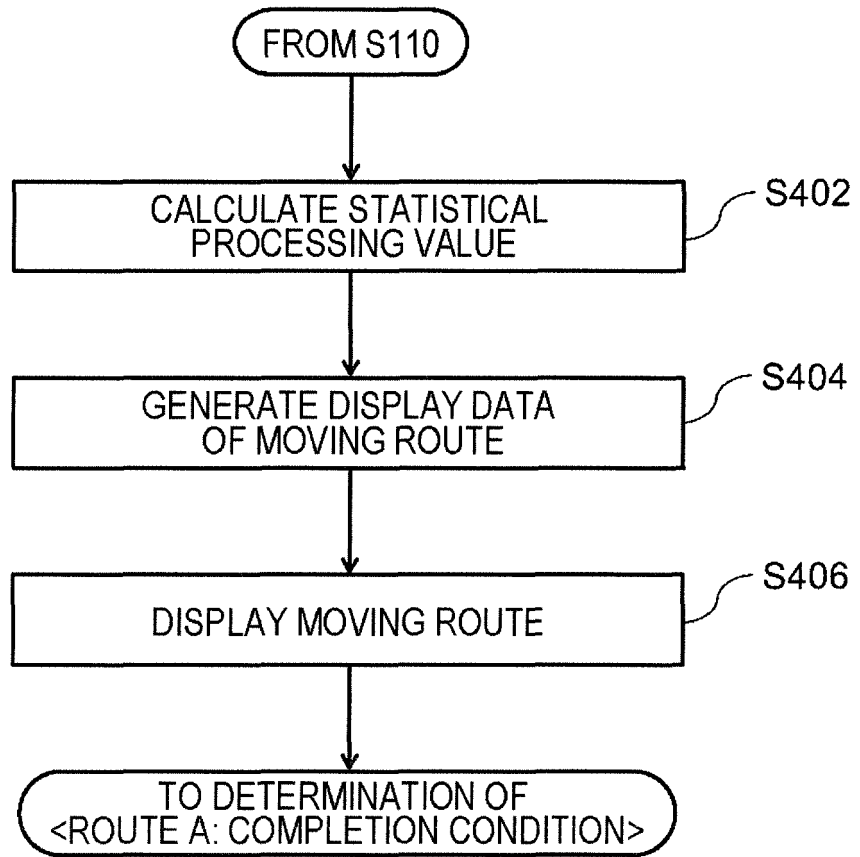 FROM S110
CALCULATE STATISTICAL
PROCESSING VALUE
S402
GENERATE DISPLAY DATA
OF MOVING ROUTE
S404
DISPLAY MOVING ROUTE
S406
TO DETERMINATION OF
<ROUTE A: COMPLETION CONDITION>